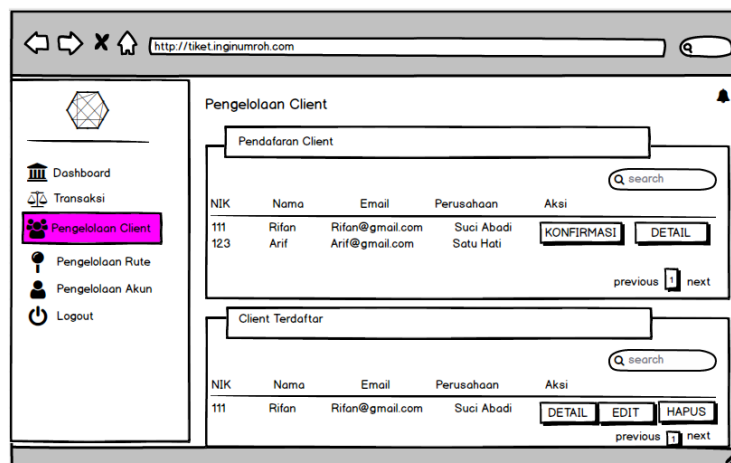 http://tiket.inginumroh.com
Pengelolaan Client
Dashboard
Transaksi
Pengelolaan Client
Pengelolaan Rute
Pengelolaan Akun
Logout
Pendafaran Client
search
NIK Nama Email Perusahaan Aksi
111 Rifan Rifan@gmail.com Suci Abadi KONFIRMASI DETAIL
123 Arif Arif@gmail.com Satu Hati
previous 1 next
Client Terdaftar
search
NIK Nama Email Perusahaan Aksi
111 Rifan Rifan@gmail.com Suci Abadi DETAIL EDIT HAPUS
previous 1 next